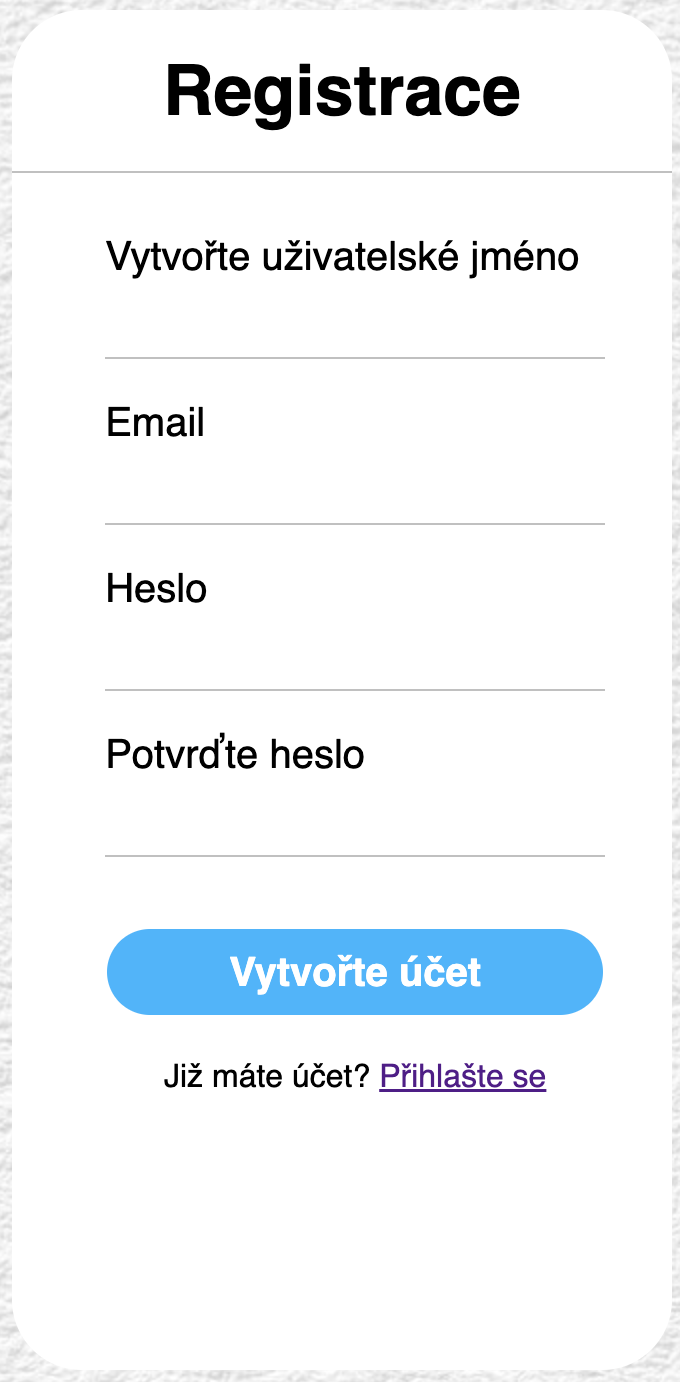 Registrace
Vytvořte uživatelské jméno
Email
Heslo
Potvrďte heslo
Vytvořte účet
Již máte účet? Přihlašte se